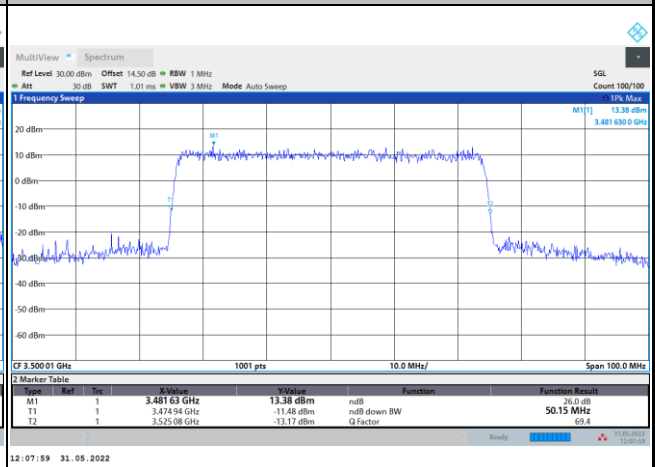 MultiView Spectrum
Ref Level 30.00 dBm Offset 14.50 dB RBW 1 MHz SGL
Att 30 dB SWT 1.01 ms VBW 3 MHz Mode Auto Sweep Count 100/100
1 Frequency Sweep 1Pk Max
M1[1] 13.38 dBm
3.481 630 0 GHz
20 dBm
M1
10 dBm
0 dBm
T1
-10 dBm
T2
-20 dBm
-30 dBm
-40 dBm
-50 dBm
-60 dBm
CF 3.500 01 GHz 1001 pts 10.0 MHz/ Span 100.0 MHz
2 Marker Table
Type Ref Trc X-Value Y-Value Function Function Result
M1 1 3.481 63 GHz 13.38 dBm ndB 26.0 dB
T1 1 3.474 94 GHz -11.48 dBm ndB down BW 50.15 MHz
T2 1 3.525 08 GHz -13.17 dBm Q Factor 69.4
Ready 31.05.2022
12:07:59
12:07:59 31.05.2022